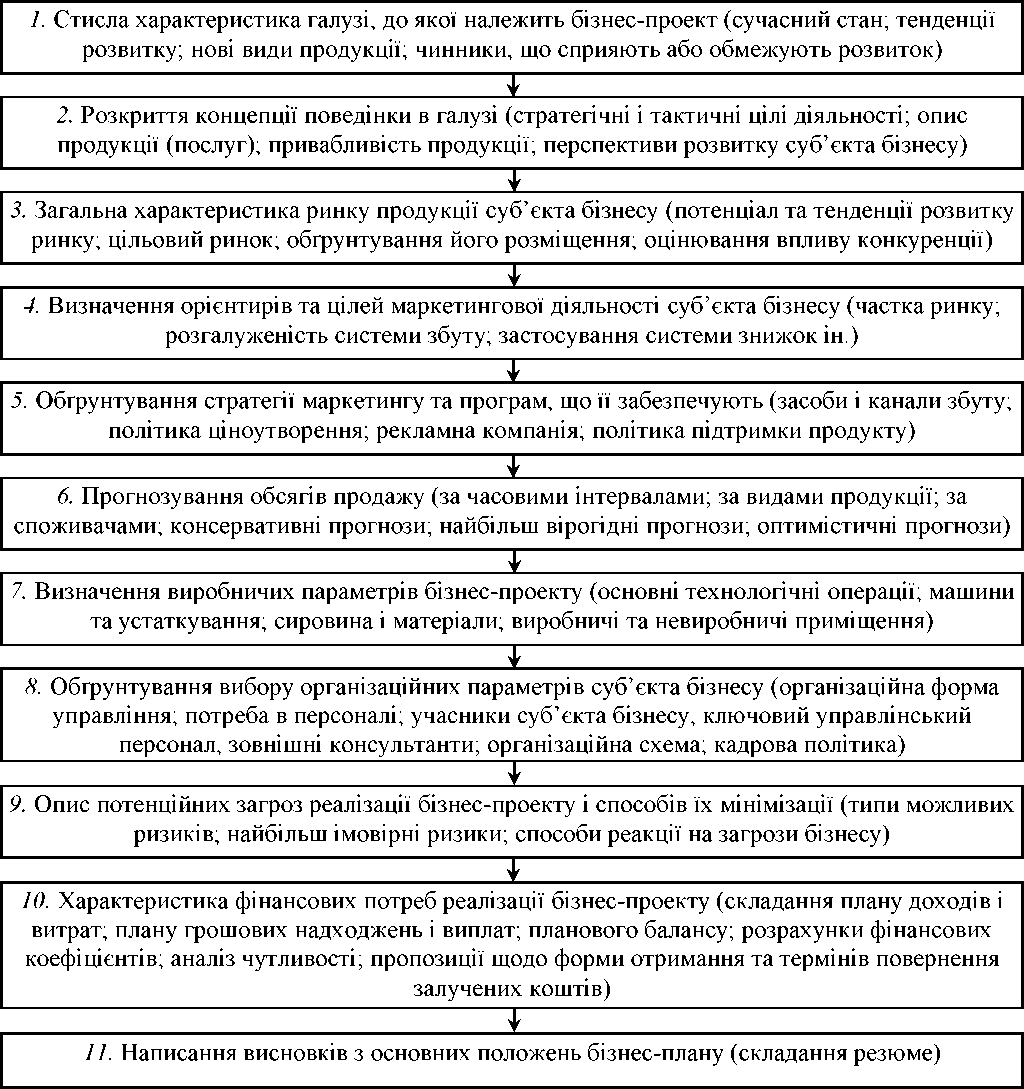 1. Стисла характеристика галузі, до якої належить бізнес-проект (сучасний стан; тенденції
розвитку; нові види продукції; чинники, що сприяють або обмежують розвиток)
2. Розкриття концепції поведінки в галузі (стратегічні і тактичні цілі діяльності; опис
продукції (послуг); привабливість продукції; перспективи розвитку суб’єкта бізнесу)
3. Загальна характеристика ринку продукції суб’єкта бізнесу (потенціал та тенденції розвитку
ринку; цільовий ринок; обґрунтування його розміщення; оцінювання впливу конкуренції)
4. Визначення орієнтирів та цілей маркетингової діяльності суб’єкта бізнесу (частка ринку;
розгалуженість системи збуту; застосування системи знижок ін.)
5. Обґрунтування стратегії маркетингу та програм, що її забезпечують (засоби і канали збуту;
політика ціноутворення; рекламна компанія; політика підтримки продукту)
6. Прогнозування обсягів продажу (за часовими інтервалами; за видами продукції; за
споживачами; консервативні прогнози; найбільш вірогідні прогнози; оптимістичні прогнози)
7. Визначення виробничих параметрів бізнес-проекту (основні технологічні операції; машини
та устаткування; сировина і матеріали; виробничі та невиробничі приміщення)
8. Обґрунтування вибору організаційних параметрів суб’єкта бізнесу (організаційна форма
управління; потреба в персоналі; учасники суб’єкта бізнесу, ключовий управлінський
персонал, зовнішні консультанти; організаційна схема; кадрова політика)
9. Опис потенційних загроз реалізації бізнес-проекту і способів їх мінімізації (типи можливих
ризиків; найбільш імовірні ризики; способи реакції на загрози бізнесу)
10. Характеристика фінансових потреб реалізації бізнес-проекту (складання плану доходів і
витрат; плану грошових надходжень і виплат; планового балансу; розрахунки фінансових
коефіцієнтів; аналіз чутливості; пропозиції щодо форми отримання та термінів повернення
залучених коштів)
11. Написання висновків з основних положень бізнес-плану (складання резюме)